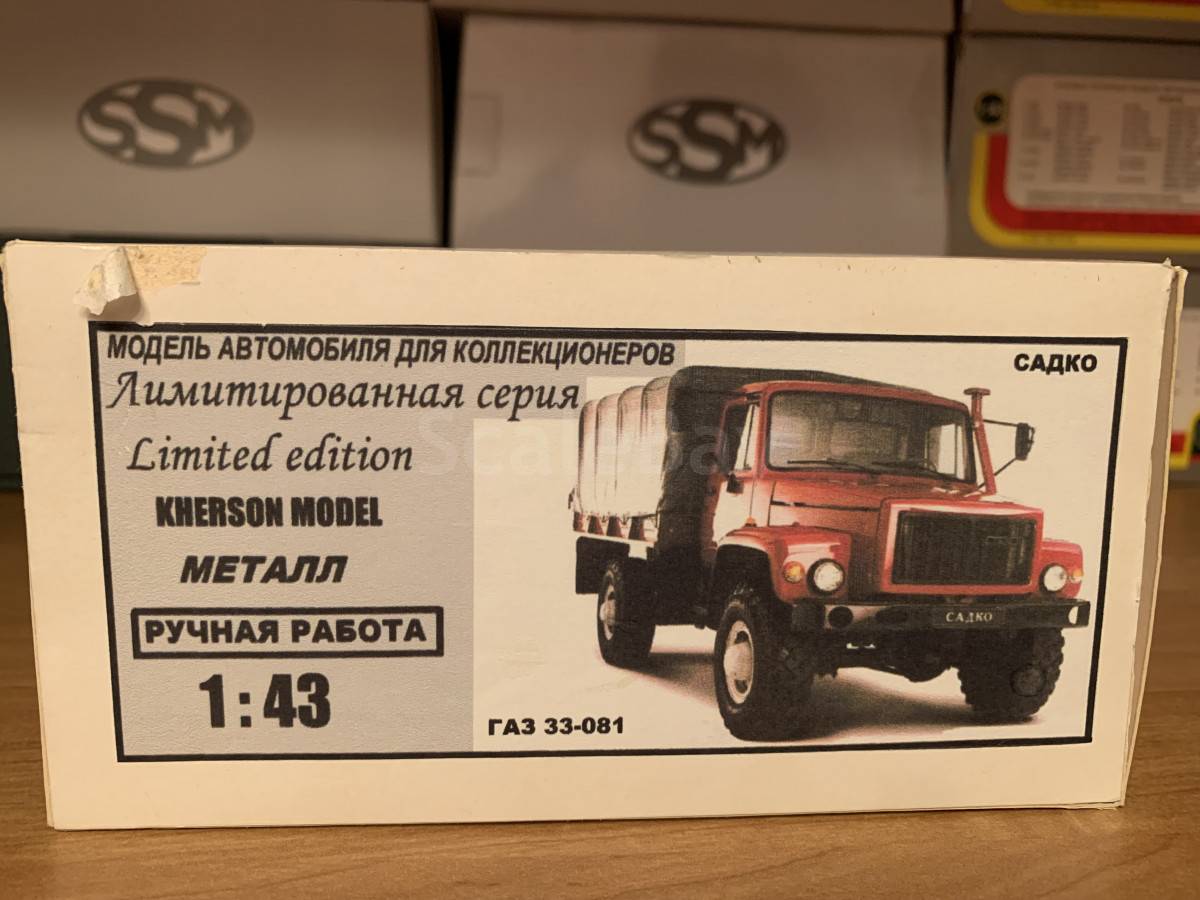 SSM
SSM
МОДЕЛЬ АВТОМОБИЛЯ ДЛЯ КОЛЛЕКЦИОНЕРОВ
САДКО
Лимитированная серия
Limited edition
KHERSON MODEL
МЕТАЛЛ
РУЧНАЯ РАБОТА
1:43
САДКО
ГАЗ 33-081